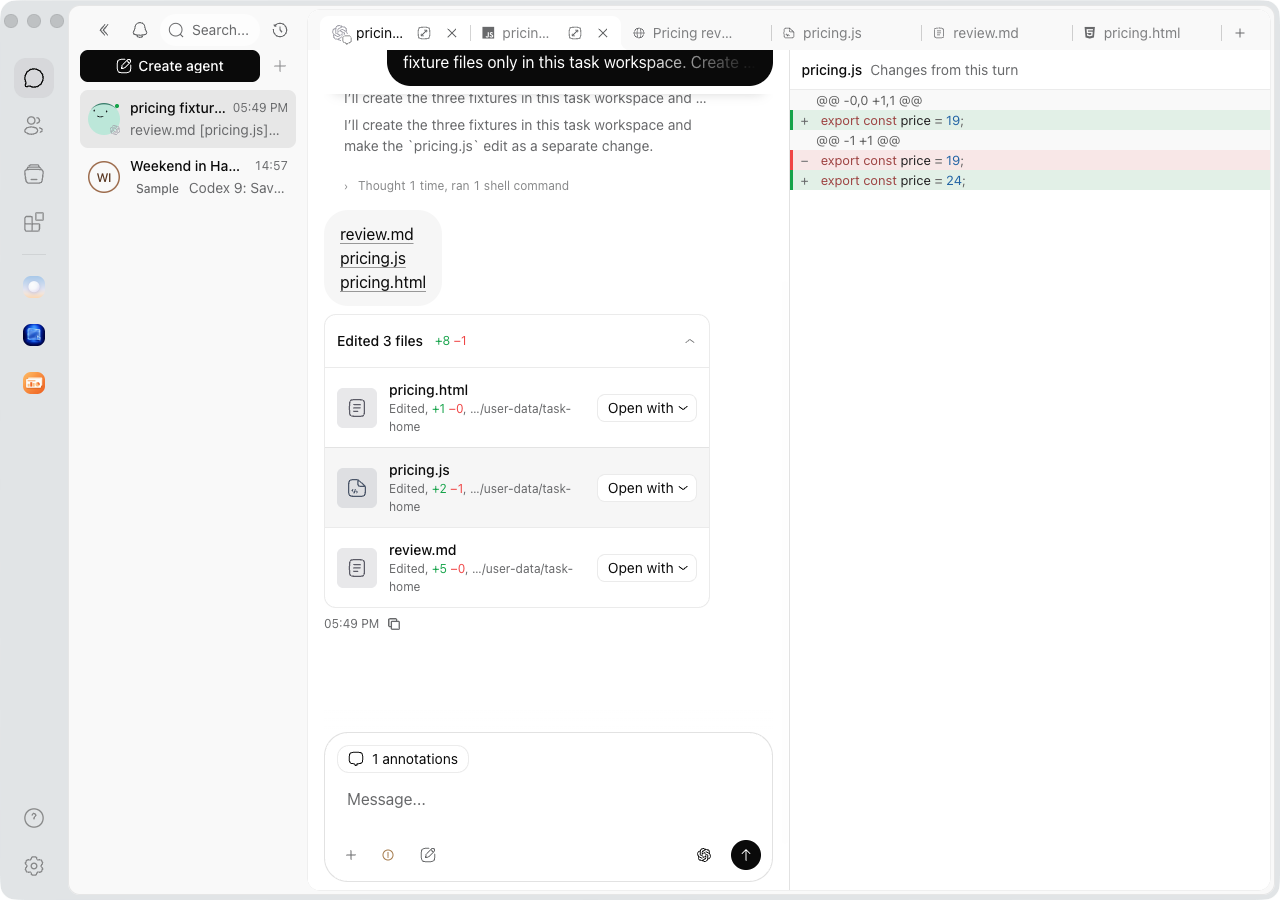 Search...
Create agent
pricing fixtur... 05:49 PM
review.md [pricing.js]...
WI
Weekend in Ha... 14:57
Sample Codex 9: Sav...
pricin...
JS pricin...
Pricing rev...
pricing.js
review.md
pricing.html
fixture files only in this task workspace. Create ...
I'll create the three fixtures in this task workspace and ...
I'll create the three fixtures in this task workspace and
make the `pricing.js` edit as a separate change.
Thought 1 time, ran 1 shell command
review.md
pricing.js
pricing.html
Edited 3 files +8 −1
pricing.html
Edited, +1 −0, .../user-data/task-
home
Open with
pricing.js
Edited, +2 −1, .../user-data/task-
home
Open with
review.md
Edited, +5 −0, .../user-data/task-
home
Open with
05:49 PM
1 annotations
Message...
pricing.js Changes from this turn
@@ -0,0 +1,1 @@
+ export const price = 19;
@@ -1 +1 @@
− export const price = 19;
+ export const price = 24;